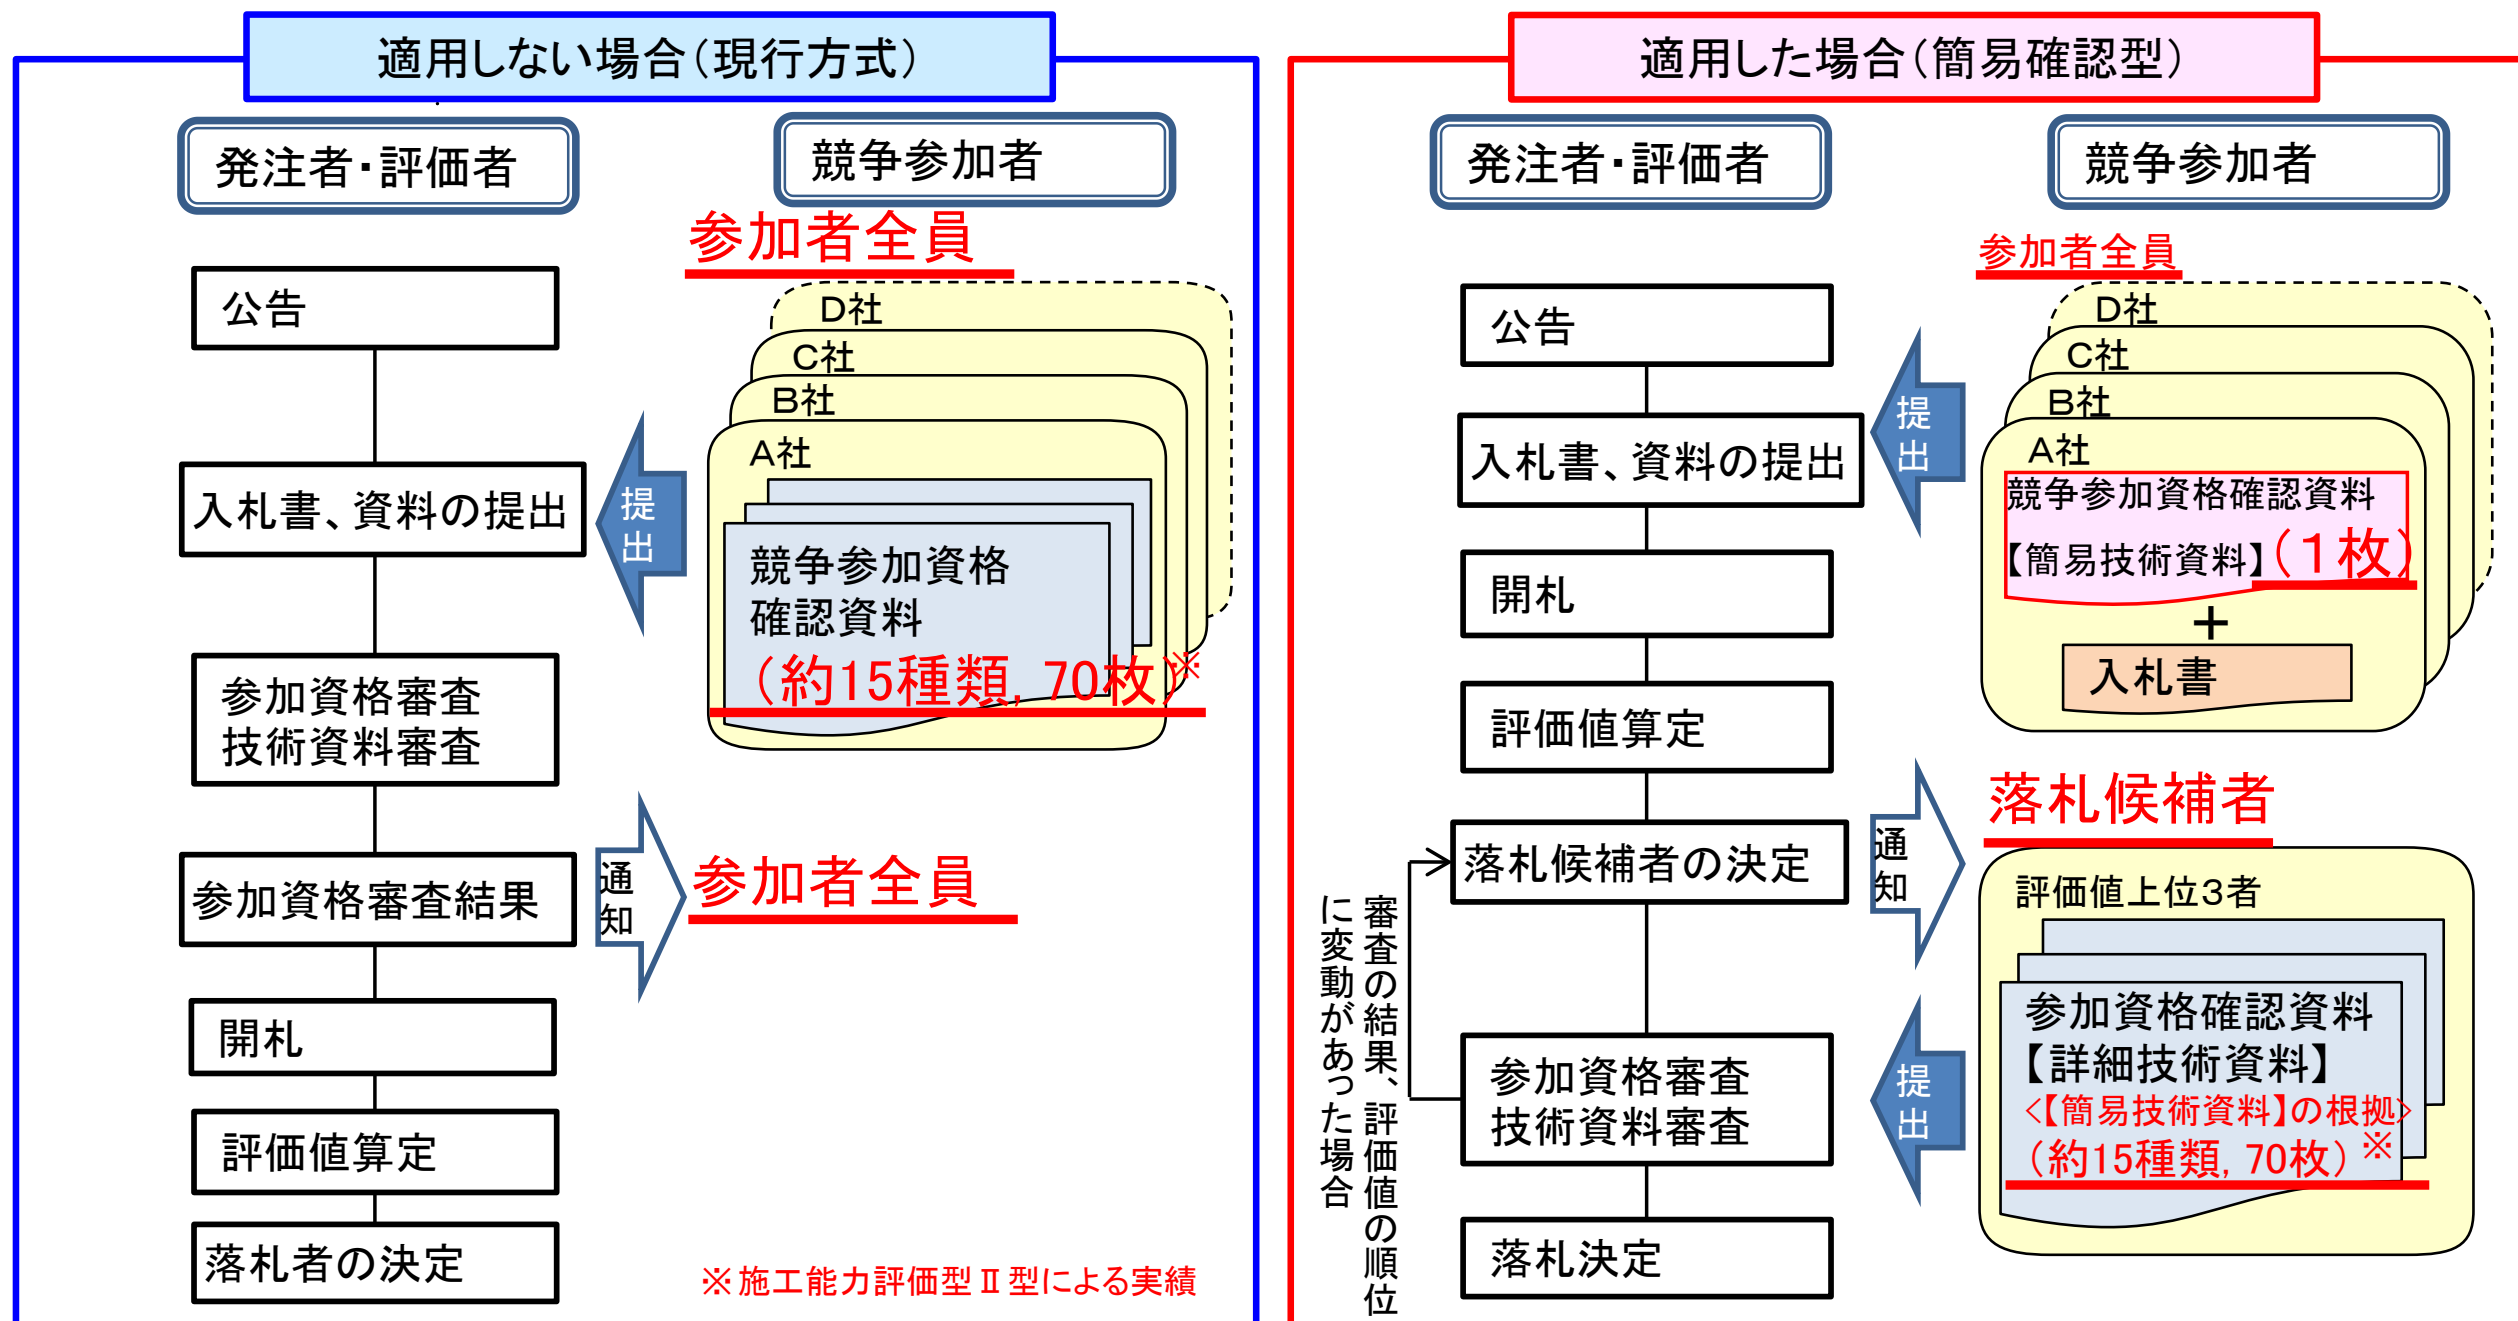 適用しない場合（現行方式）
発注者・評価者
競争参加者
参加者全員
公告
入札書、資料の提出
参加資格審査
技術資料審査
参加資格審査結果
開札
評価値算定
落札者の決定
提
出
D社
C社
B社
A社
競争参加資格
確認資料
（約15種類，70枚）※
通
知
参加者全員
※施工能力評価型Ⅱ型による実績
適用した場合（簡易確認型）
発注者・評価者
競争参加者
参加者全員
公告
入札書、資料の提出
開札
評価値算定
落札候補者の決定
参加資格審査
技術資料審査
落札決定
審査の結果、評価値の順位
に変動があった場合
提
出
D社
C社
B社
A社
競争参加資格確認資料
【簡易技術資料】（１枚）
＋
入札書
通
知
落札候補者
評価値上位３者
提
出
参加資格確認資料
【詳細技術資料】
＜【簡易技術資料】の根拠＞
（約15種類，70枚）※